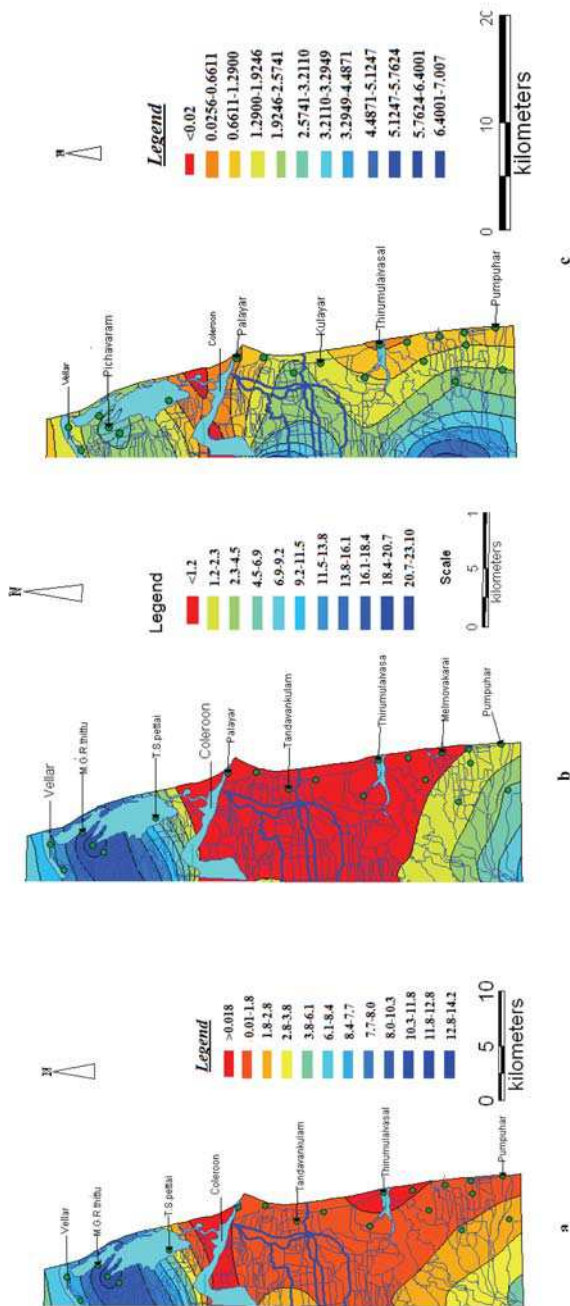 N
Vellar
M.G.R.thittu
T.S.pettai
Coleroon
Tandavankulam
Thirumulaivasal
Pumpuhar
Legend
>0.018
0.01-1.8
1.8-2.8
2.8-3.8
3.8-6.1
6.1-8.4
8.4-7.7
7.7-8.0
8.0-10.3
10.3-11.8
11.8-12.8
12.8-14.2
0 5 10
kilometers
a
N
Vellar
M.G.R.thittu
T.S.pettai
Coleroon
Palayar
Tandavankulam
Thirumulaivasa
Melmovakarai
Pumpuhar
Legend
<1.2
1.2-2.3
2.3-4.5
4.5-6.9
6.9-9.2
9.2-11.5
11.5-13.8
13.8-16.1
16.1-18.4
18.4-20.7
20.7-23.10
Scale
0 5 1
kilometers
b
N
Vellar
Pichavaram
Coleroon
Palayar
Kulayar
Thirumulaivasal
Pumpuhar
Legend
<0.02
0.0256-0.6611
0.6611-1.2900
1.2900-1.9246
1.9246-2.5741
2.5741-3.2110
3.2110-3.2949
3.2949-4.4871
4.4871-5.1247
5.1247-5.7624
5.7624-6.4001
6.4001-7.007
0 10 20
kilometers
c